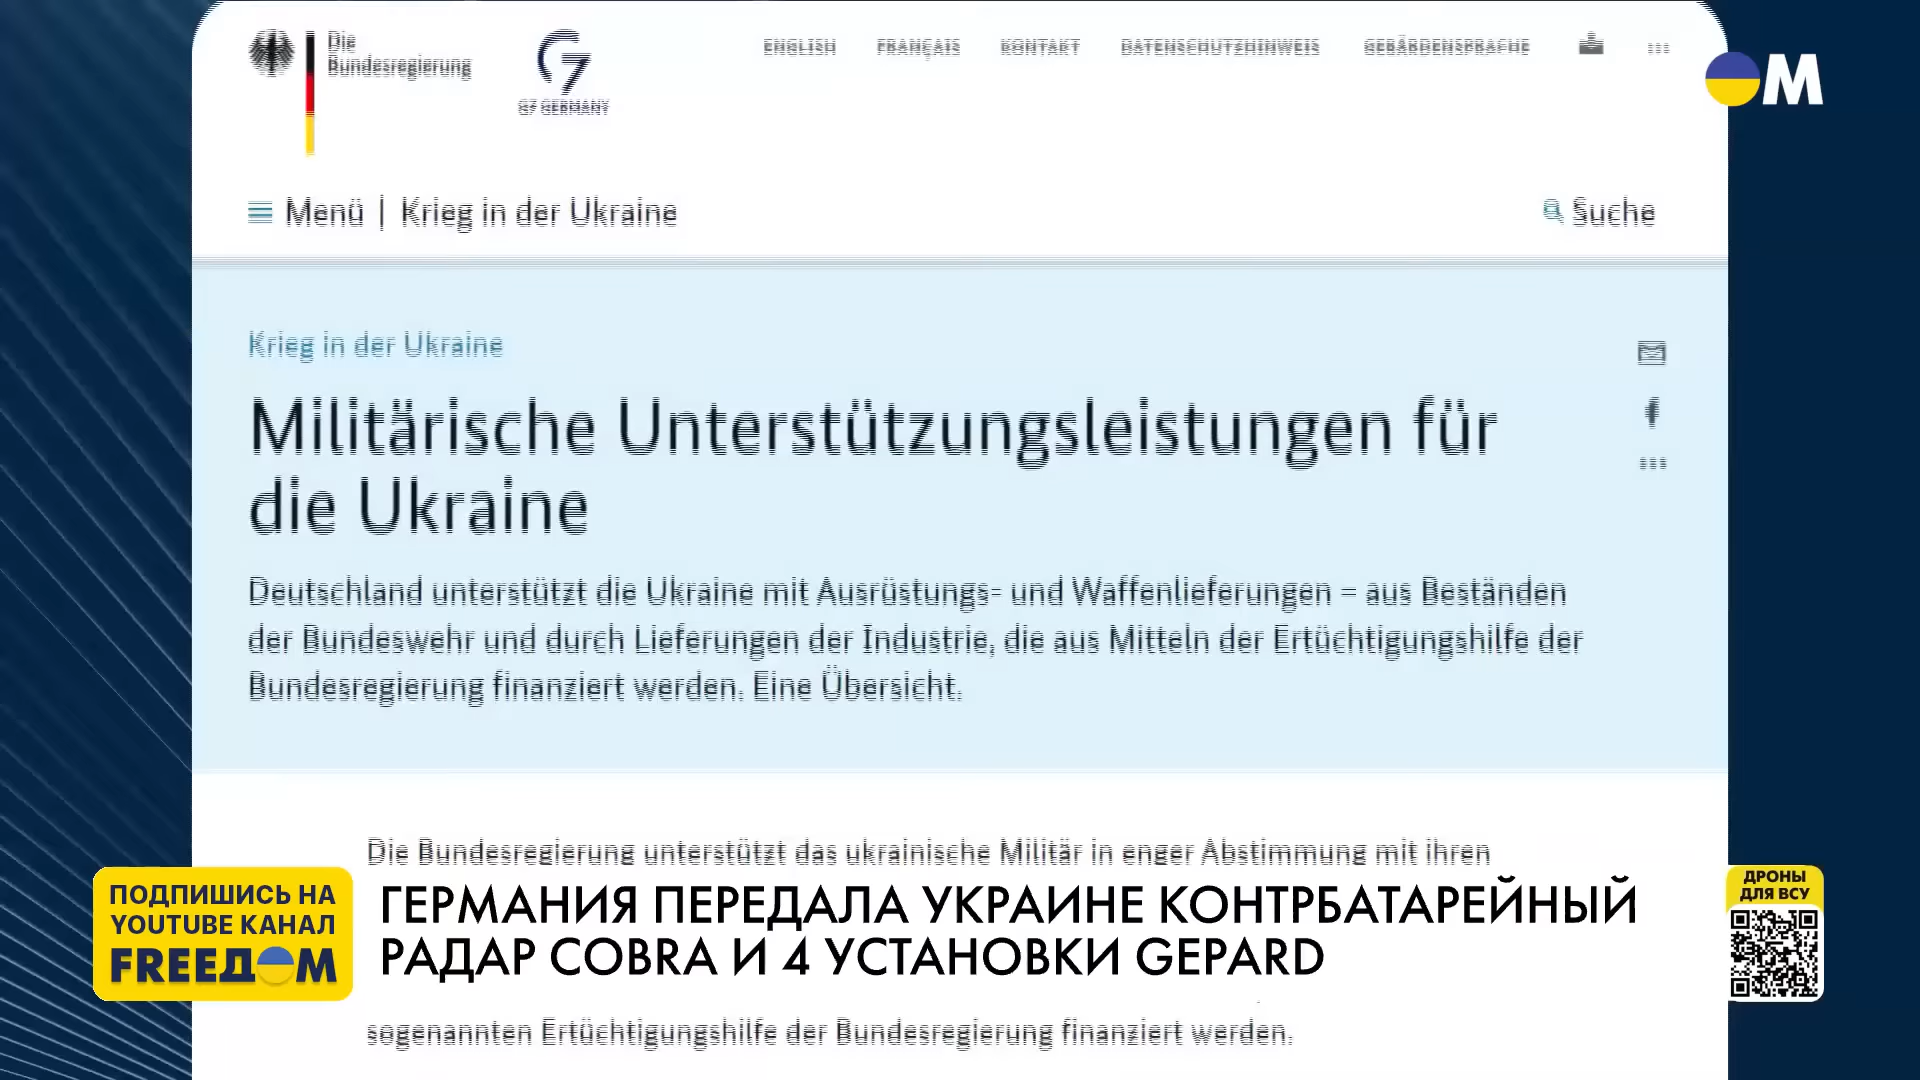 Die
Bundesregierung
G7 GERMANY
ENGLISH FRANÇAIS KONTAKT DATENSCHUTZHINWEIS GEBÄRDENSPRACHE
М
Menü | Krieg in der Ukraine
Suche
Krieg in der Ukraine
Militärische Unterstützungsleistungen für
die Ukraine
Deutschland unterstützt die Ukraine mit Ausrüstungs- und Waffenlieferungen – aus Beständen
der Bundeswehr und durch Lieferungen der Industrie, die aus Mitteln der Ertüchtigungshilfe der
Bundesregierung finanziert werden. Eine Übersicht.
Die Bundesregierung unterstützt das ukrainische Militär in enger Abstimmung mit ihren
ПОДПИШИСЬ НА
YOUTUBE КАНАЛ
FREEДОМ
ГЕРМАНИЯ ПЕРЕДАЛА УКРАИНЕ КОНТРБАТАРЕЙНЫЙ
РАДАР COBRA И 4 УСТАНОВКИ GEPARD
ДРОНЫ
ДЛЯ ВСУ
sogenannten Ertüchtigungshilfe der Bundesregierung finanziert werden.